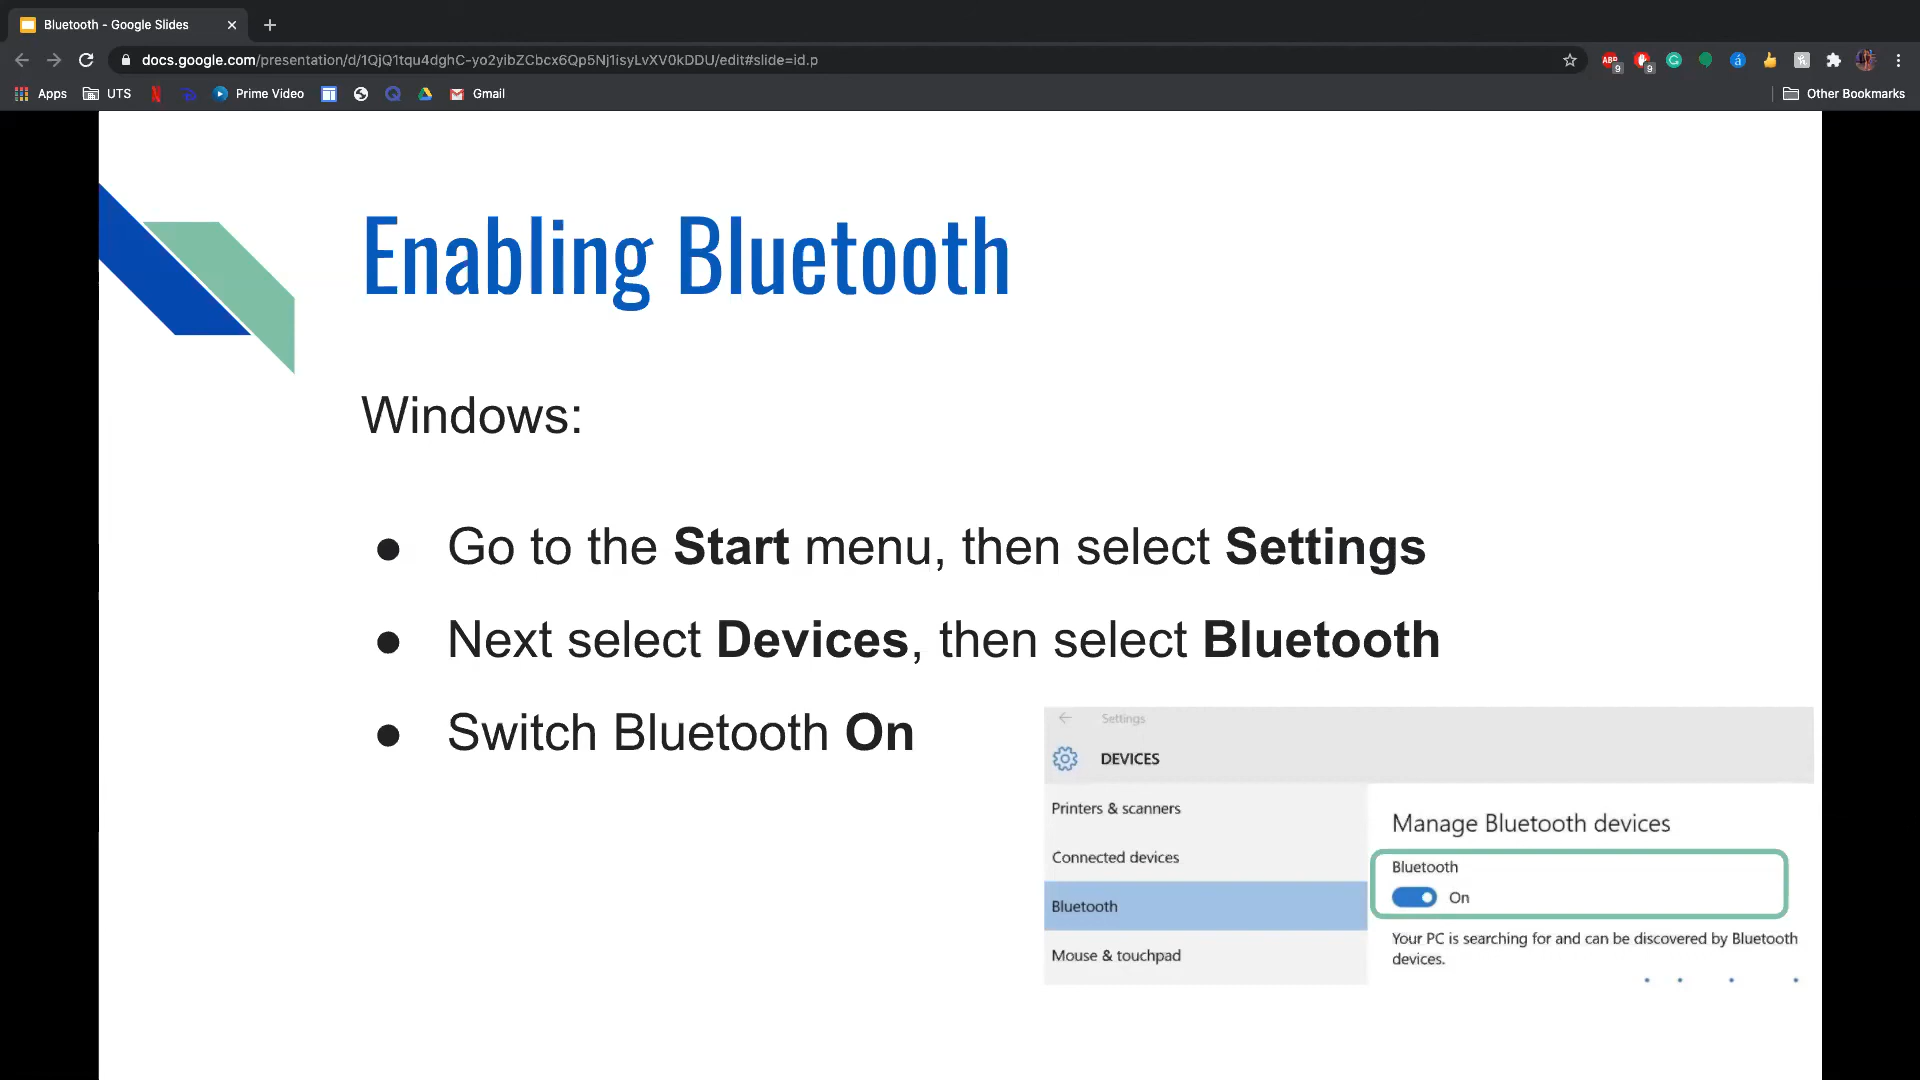 Bluetooth - Google Slides
docs.google.com/presentation/d/1QjQ1tqu4dghC-yo2yibZCbcx6Qp5Nj1isyLvXV0kDDU/edit#slide=id.p
ABP 9 9
Apps UTS Prime Video Gmail Other Bookmarks
Enabling Bluetooth
Windows:
● Go to the Start menu, then select Settings
● Next select Devices, then select Bluetooth
● Switch Bluetooth On
Settings
DEVICES
Printers & scanners
Connected devices
Bluetooth
Mouse & touchpad
Manage Bluetooth devices
Bluetooth
On
Your PC is searching for and can be discovered by Bluetooth
devices.